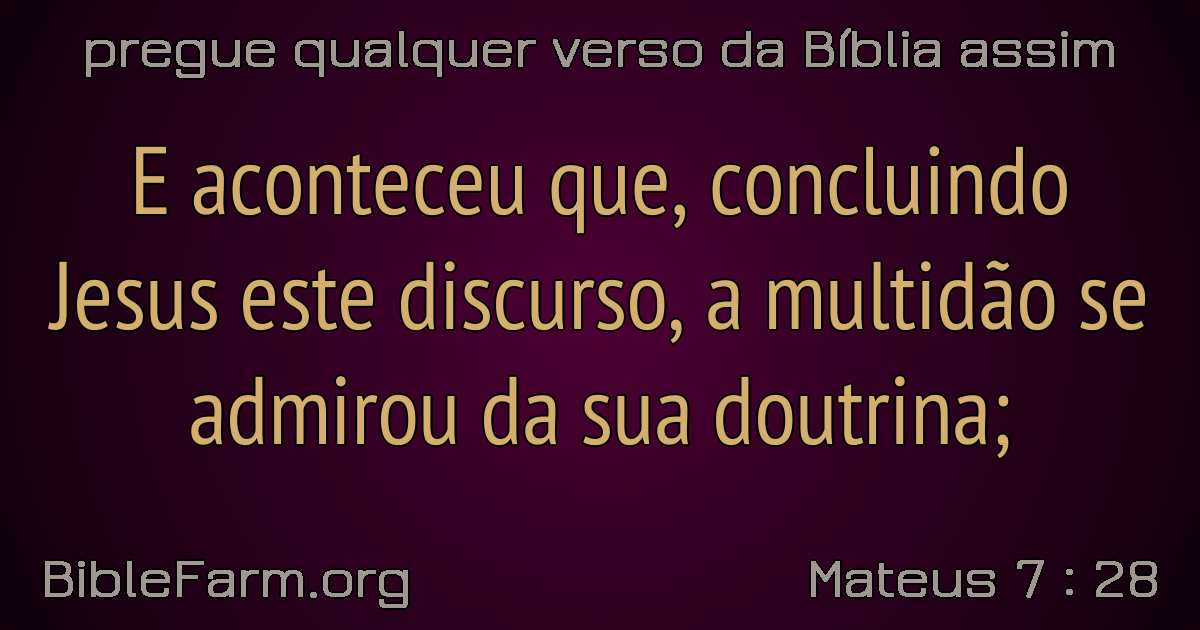 pregue qualquer verso da Bíblia assim
E aconteceu que, concluindo
Jesus este discurso, a multidão se
admirou da sua doutrina;
BibleFarm.org
Mateus 7 : 28